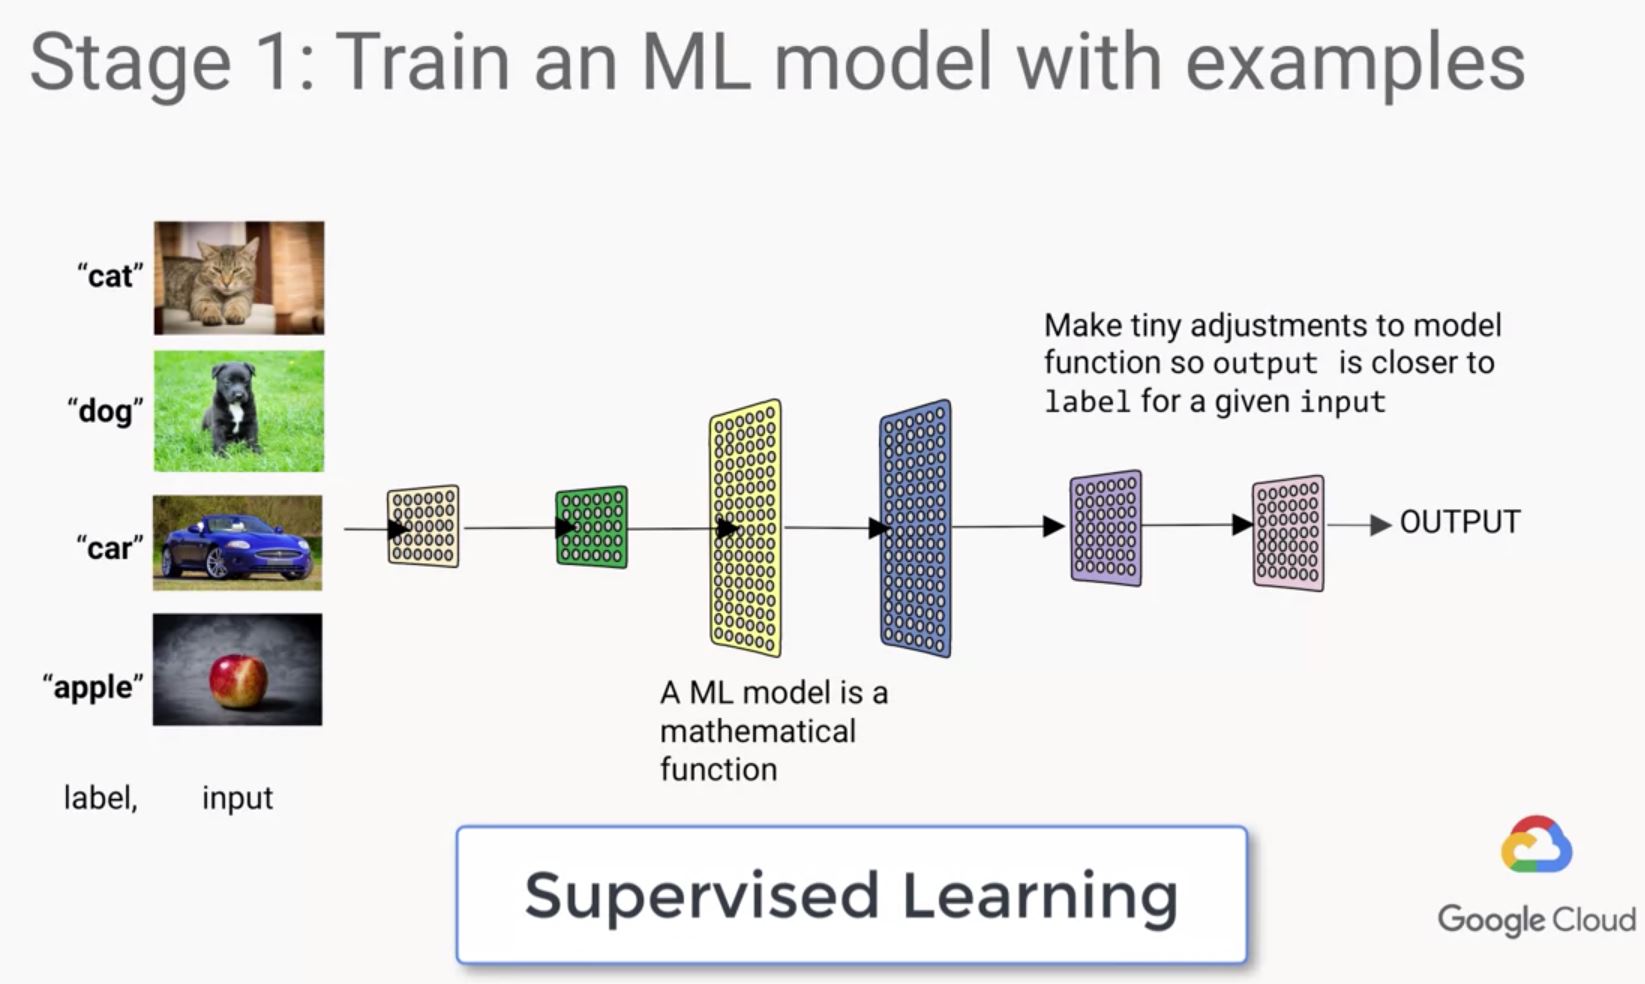 Stage 1: Train an ML model with examples
“cat”
“dog”
“car”
“apple”
label, input
Make tiny adjustments to model
function so output is closer to
label for a given input
OUTPUT
A ML model is a
mathematical
function
Supervised Learning
Google Cloud